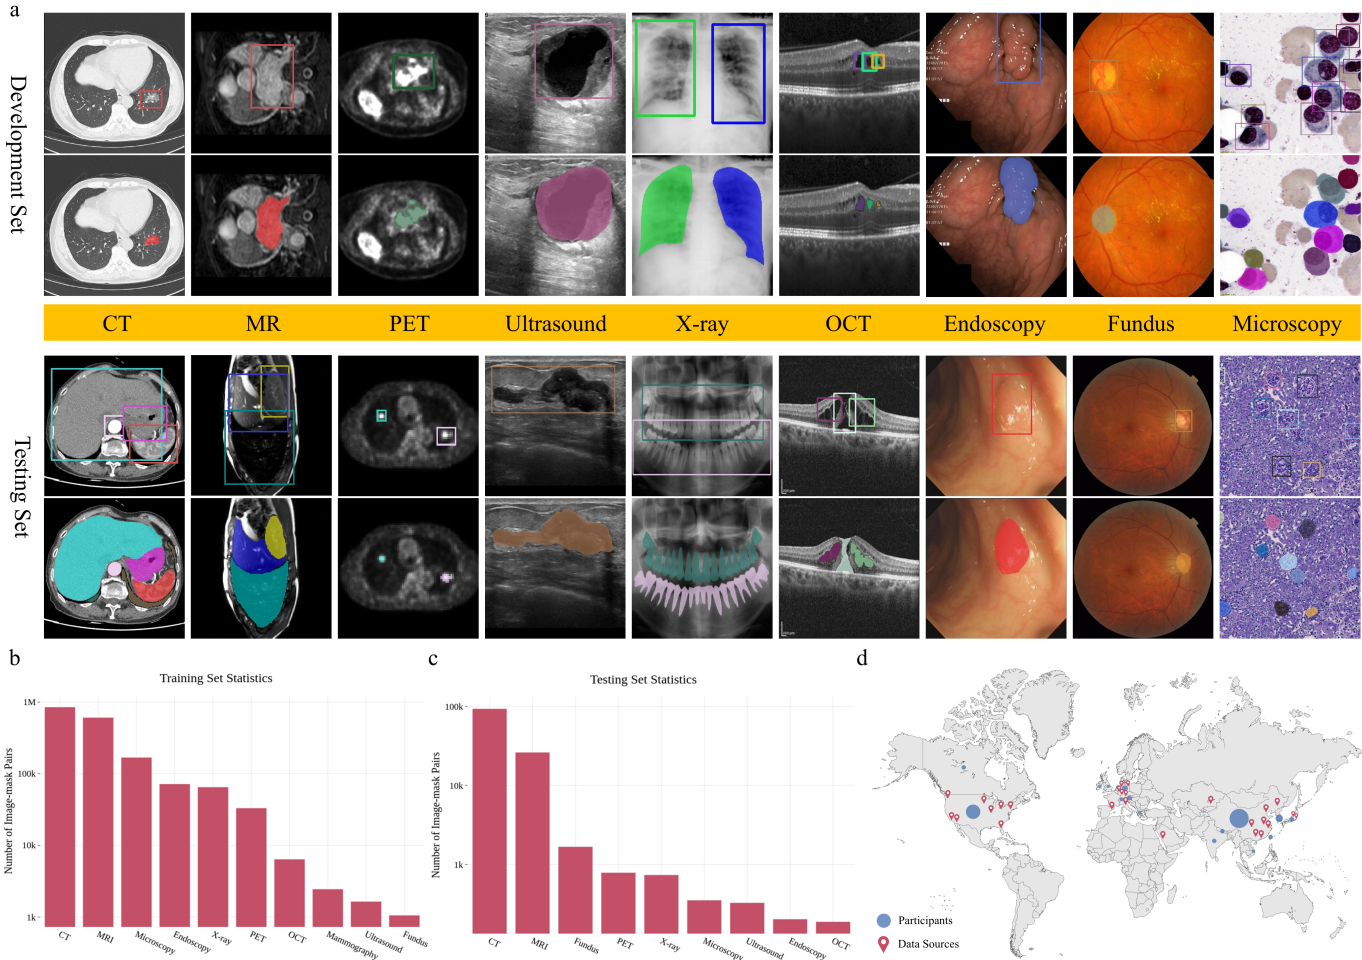 a
Development Set
CT
MR
PET
Ultrasound
X-ray
OCT
Endoscopy
Fundus
Microscopy
Testing Set
b
Training Set Statistics
Number of Image-mask Pairs
1M
100k
10k
1k
CT
MRI
Microscopy
Endoscopy
X-ray
PET
OCT
Mammography
Ultrasound
Fundus
c
Testing Set Statistics
Number of Image-mask Pairs
100k
10k
1k
CT
MRI
Fundus
PET
X-ray
Microscopy
Ultrasound
Endoscopy
OCT
d
Participants
Data Sources